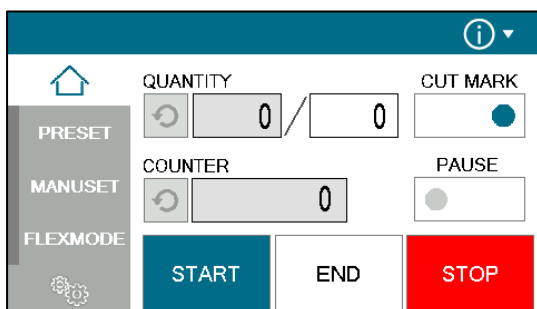 QUANTITY
CUT MARK
0 / 0
PRESET
COUNTER
PAUSE
MANUSET
0
FLEXMODE
START
END
STOP